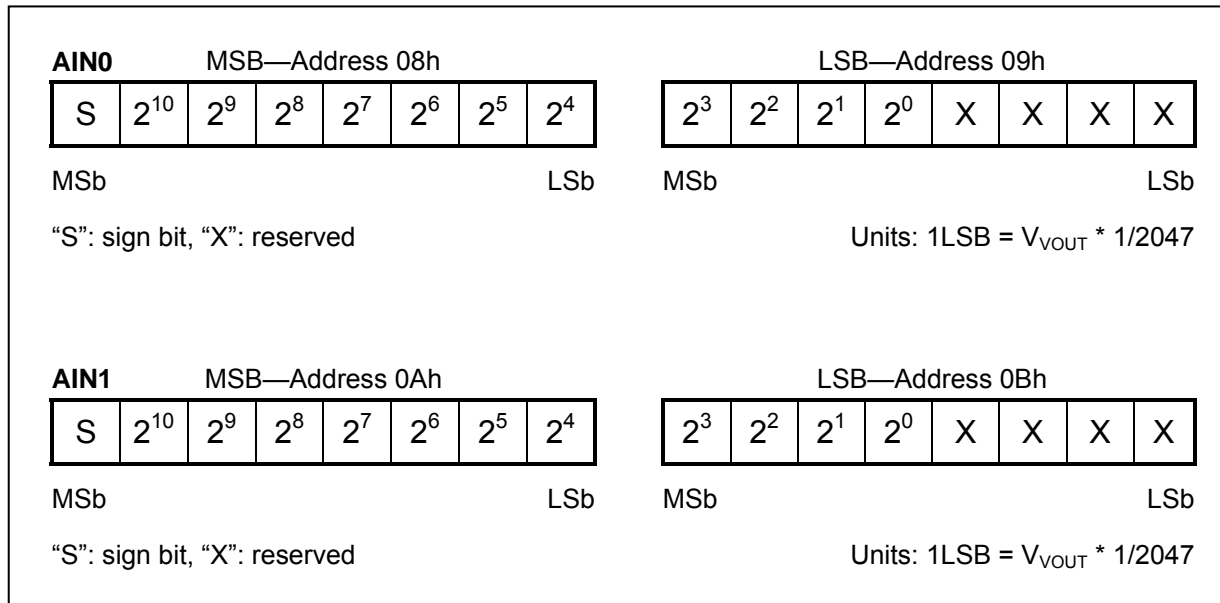 AIN0 MSB—Address 08h LSB—Address 09h
S 2^10 2^9 2^8 2^7 2^6 2^5 2^4 2^3 2^2 2^1 2^0 X X X X
MSb LSb MSb LSb
“S”: sign bit, “X”: reserved Units: 1LSB = V_VOUT * 1/2047
AIN1 MSB—Address 0Ah LSB—Address 0Bh
S 2^10 2^9 2^8 2^7 2^6 2^5 2^4 2^3 2^2 2^1 2^0 X X X X
MSb LSb MSb LSb
“S”: sign bit, “X”: reserved Units: 1LSB = V_VOUT * 1/2047